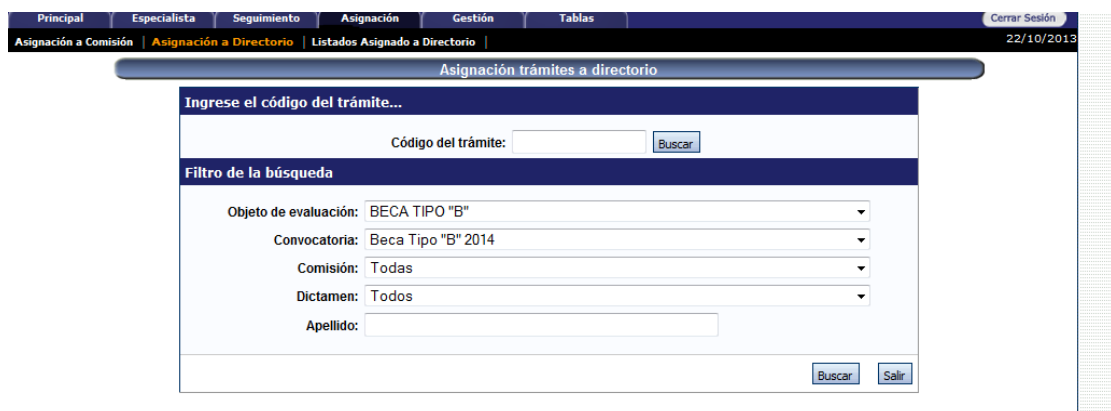 Principal Especialista Seguimiento Asignación Gestión Tablas Cerrar Sesión
Asignación a Comisión | Asignación a Directorio | Listados Asignado a Directorio | 22/10/2013
Asignación trámites a directorio
Ingrese el código del trámite...
Código del trámite: Buscar
Filtro de la búsqueda
Objeto de evaluación: BECA TIPO "B"
Convocatoria: Beca Tipo "B" 2014
Comisión: Todas
Dictamen: Todos
Apellido:
Buscar Salir